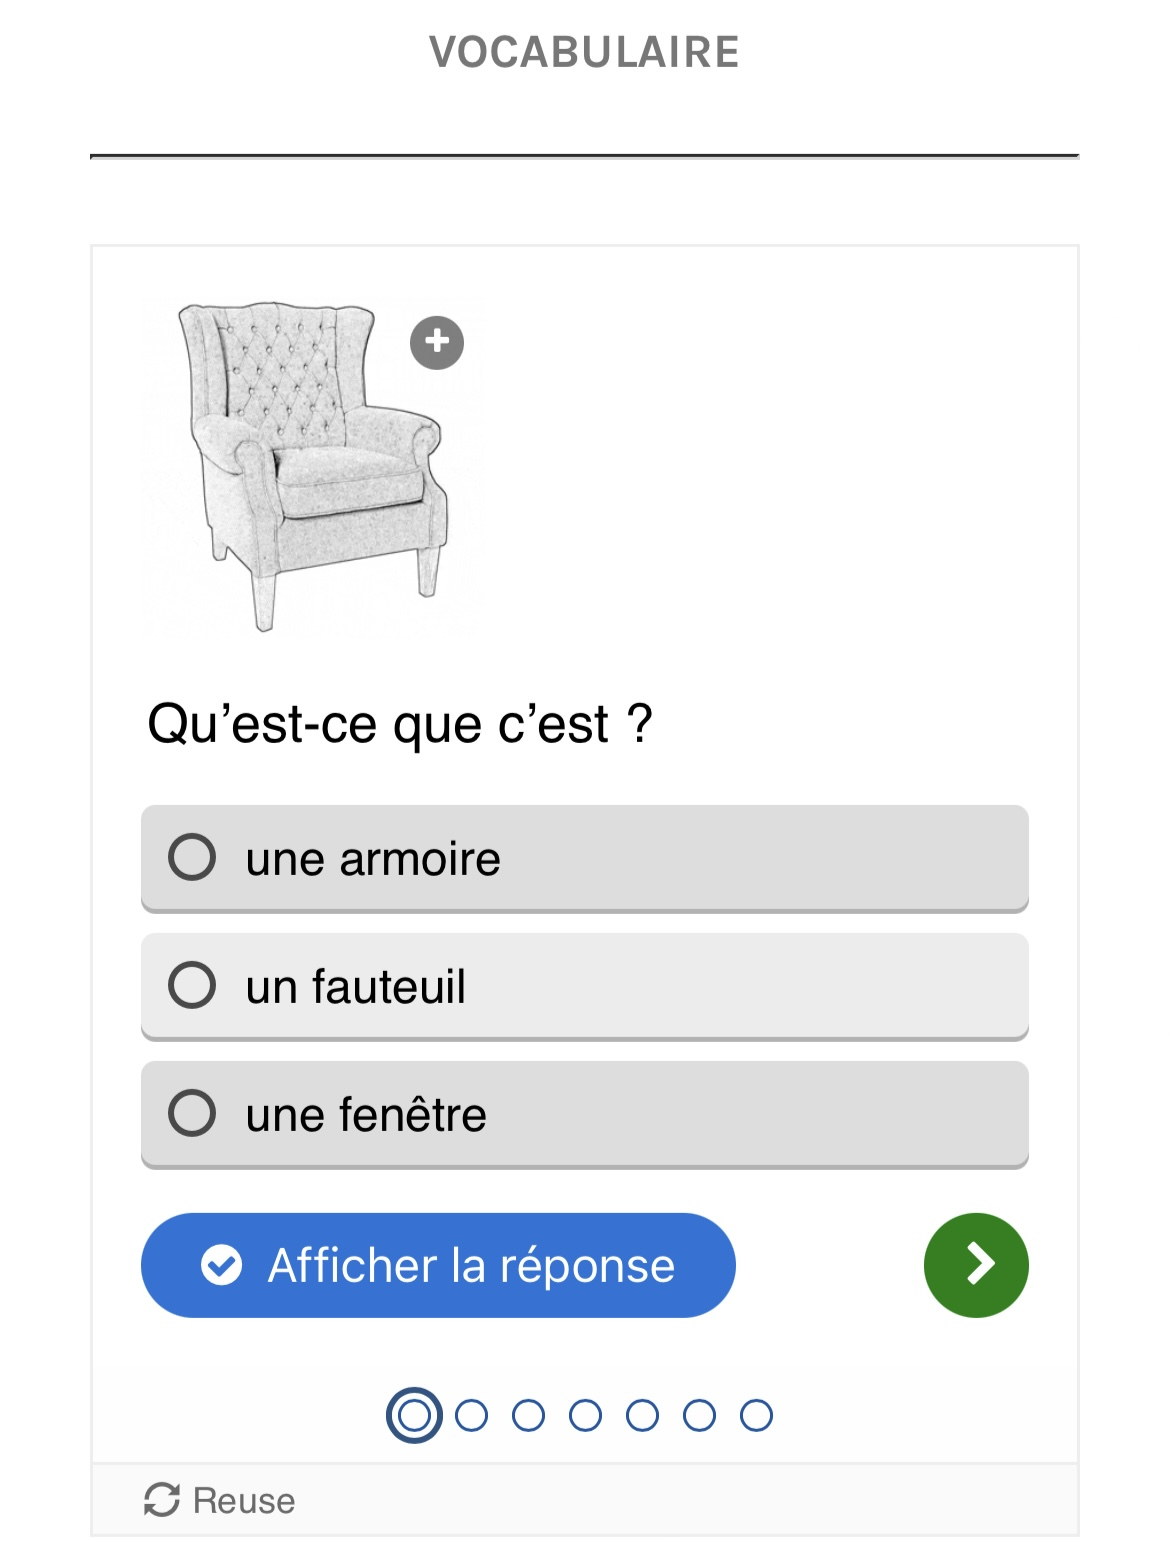 VOCABULAIRE
Qu’est-ce que c’est ?
une armoire
un fauteuil
une fenêtre
Afficher la réponse
Reuse